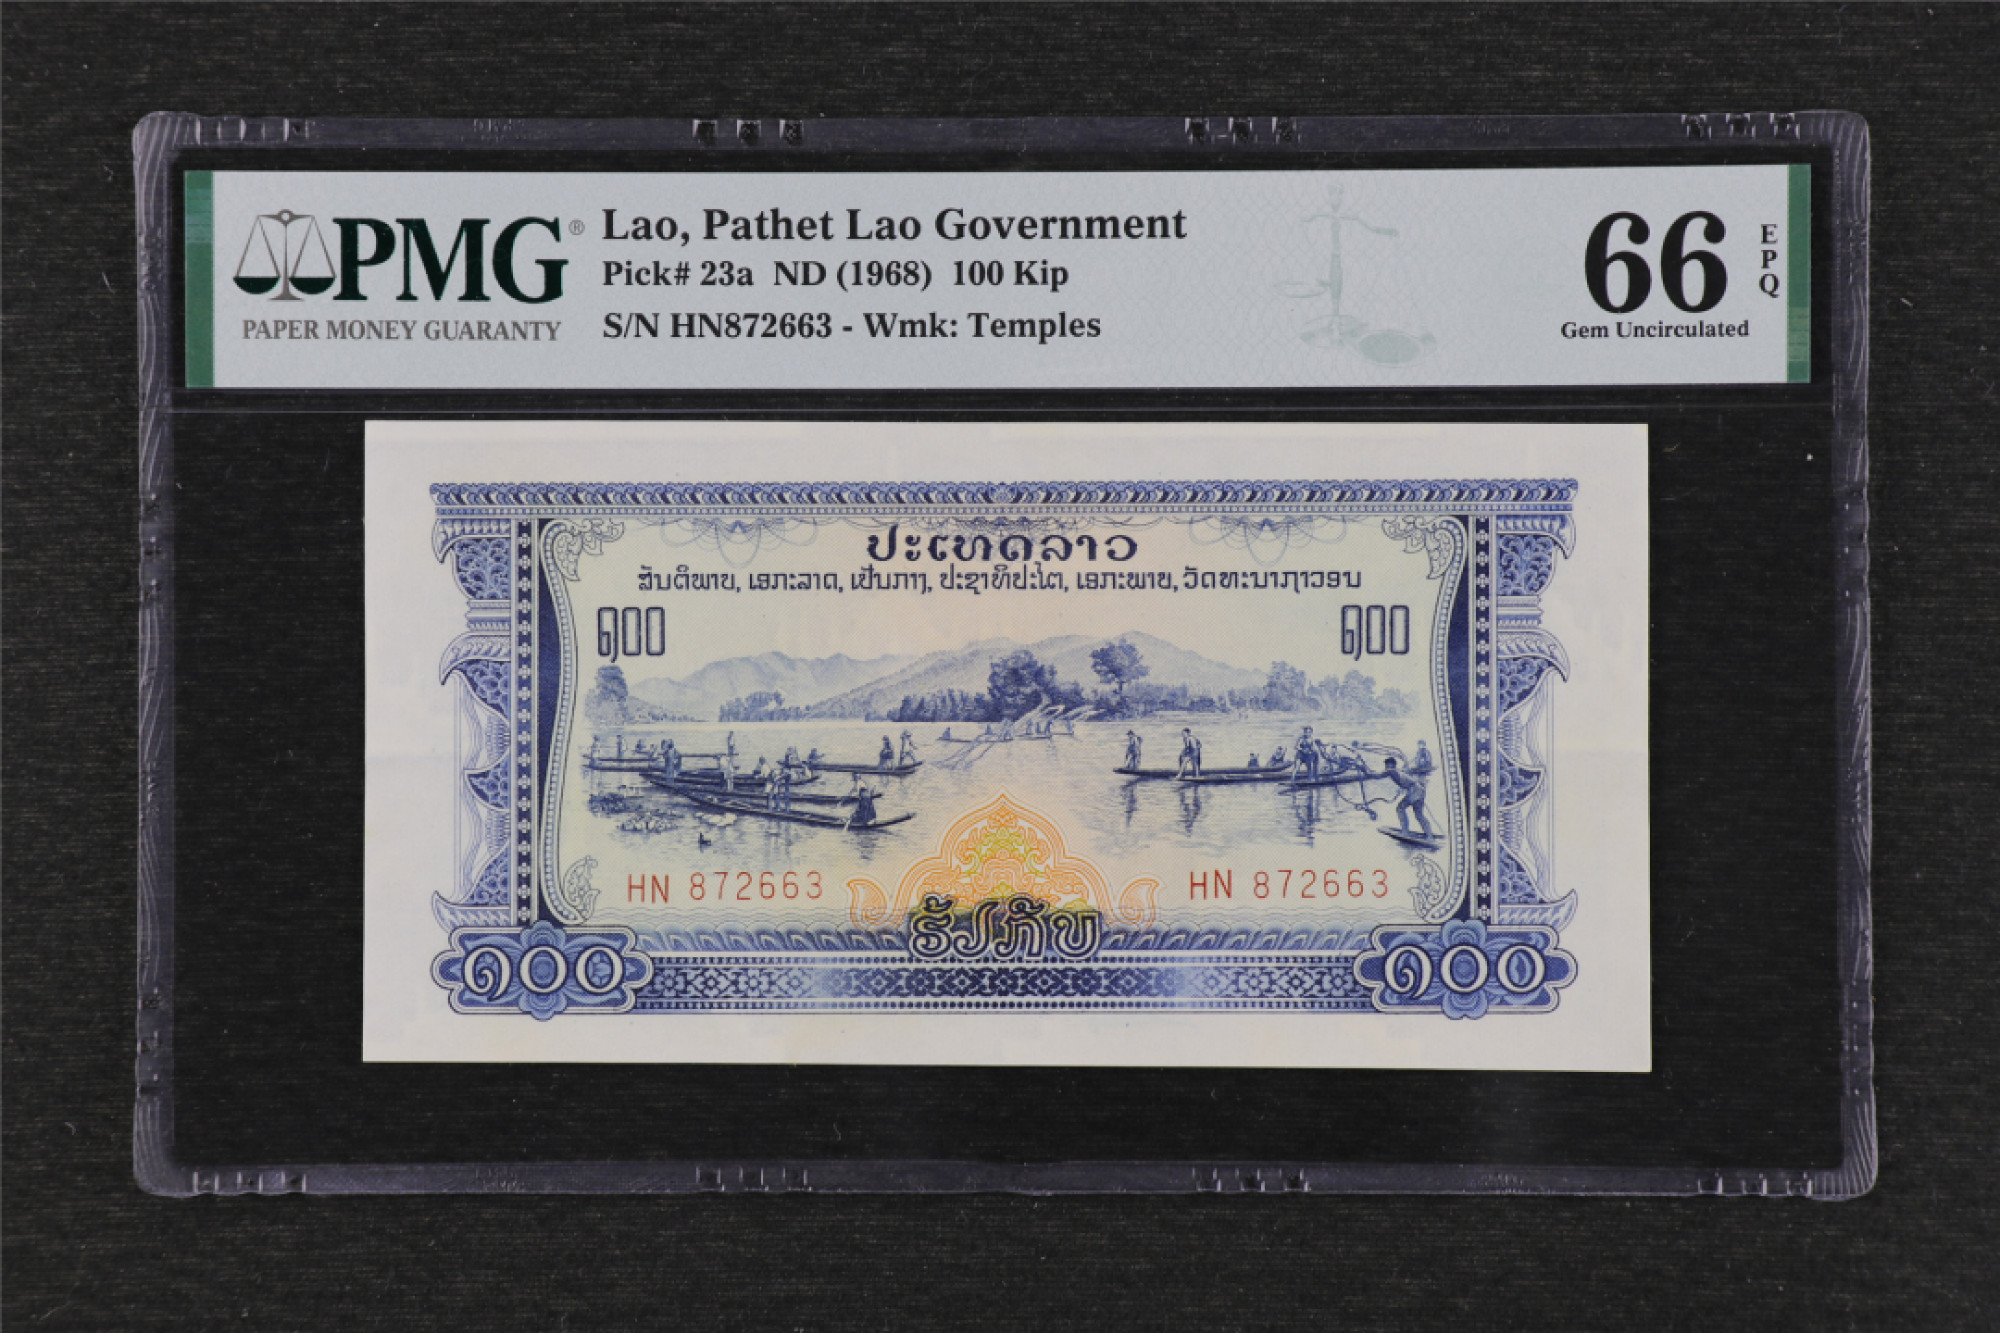 PMG®
PAPER MONEY GUARANTY
Lao, Pathet Lao Government
Pick# 23a ND (1968) 100 Kip
S/N HN872663 - Wmk: Temples
66 EPQ
Gem Uncirculated
ປະເທດລາວ
ສັນຕິພາບ, ເອກະລາດ, ເປັນກາງ, ປະຊາທິປະໄຕ, ເອກະພາບ, ວັດທະນາຖາວອນ
໑໐໐ ໑໐໐
HN 872663 HN 872663
ຮ້ອຍກີບ
໑໐໐ ໑໐໐